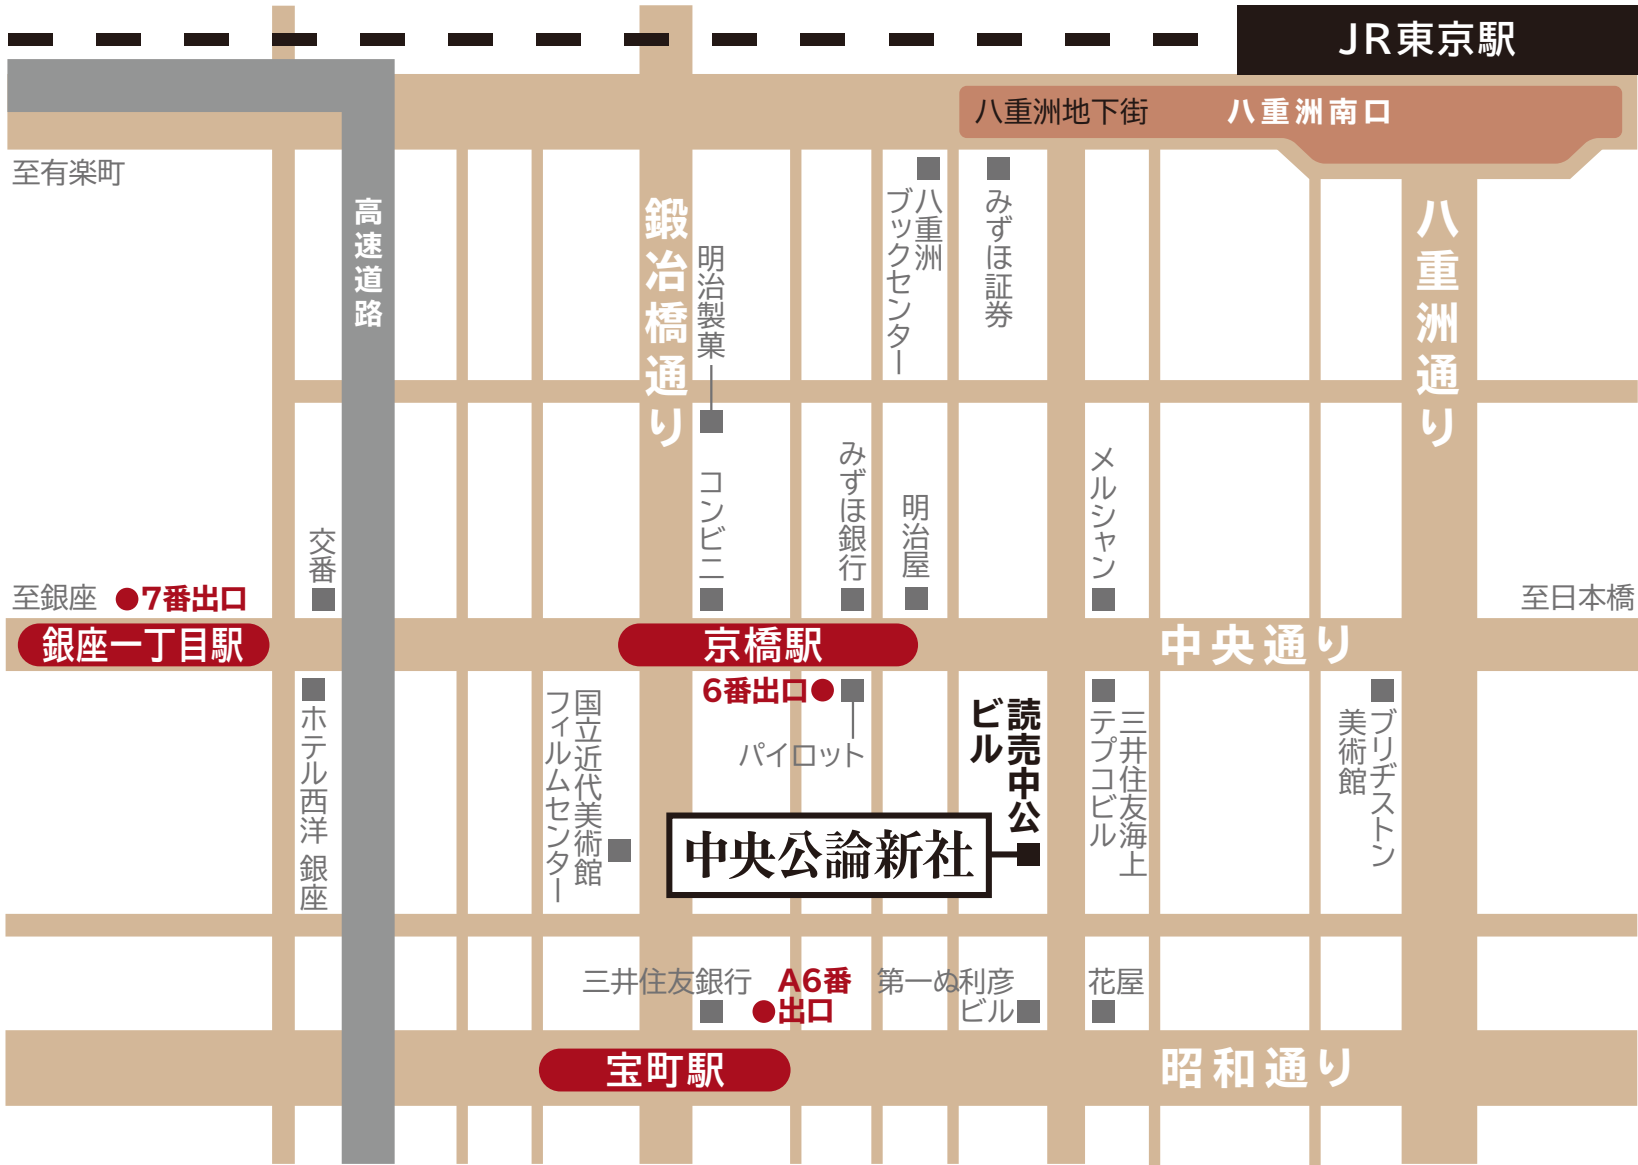 JR東京駅
八重洲地下街
八重洲南口
至有楽町
高速道路
鍛冶橋通り
明治製菓
八重洲
ブックセンター
みずほ証券
八重洲通り
コンビニ
みずほ銀行
明治屋
メルシャン
交番
至銀座
7番出口
至日本橋
銀座一丁目駅
京橋駅
中央通り
6番出口
パイロット
ホテル西洋 銀座
国立近代美術館
フィルムセンター
読売中公
ビル
三井住友海上
テプコビル
ブリヂストン
美術館
中央公論新社
三井住友銀行
A6番
出口
第一ぬ利彦
ビル
花屋
宝町駅
昭和通り